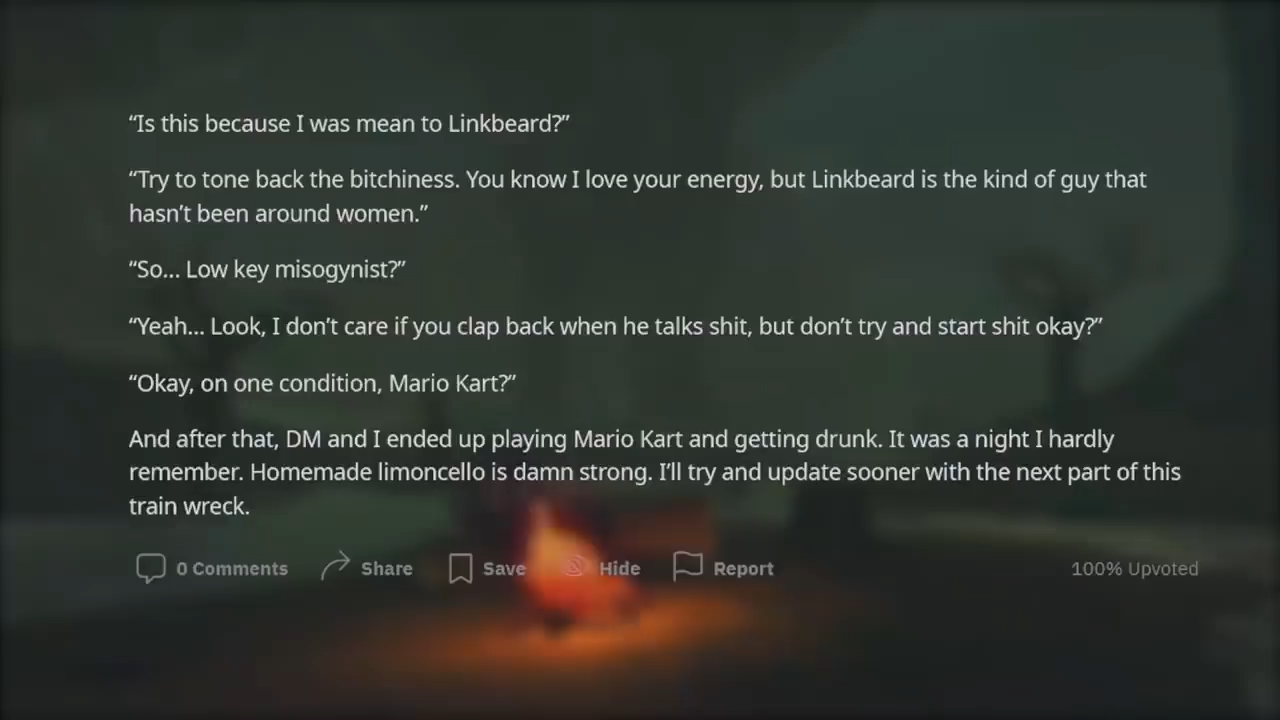 “Is this because I was mean to Linkbeard?”
“Try to tone back the bitchiness. You know I love your energy, but Linkbeard is the kind of guy that
hasn’t been around women.”
“So... Low key misogynist?”
“Yeah... Look, I don’t care if you clap back when he talks shit, but don’t try and start shit okay?”
“Okay, on one condition, Mario Kart?”
And after that, DM and I ended up playing Mario Kart and getting drunk. It was a night I hardly
remember. Homemade limoncello is damn strong. I’ll try and update sooner with the next part of this
train wreck.
0 Comments Share Save Hide Report 100% Upvoted